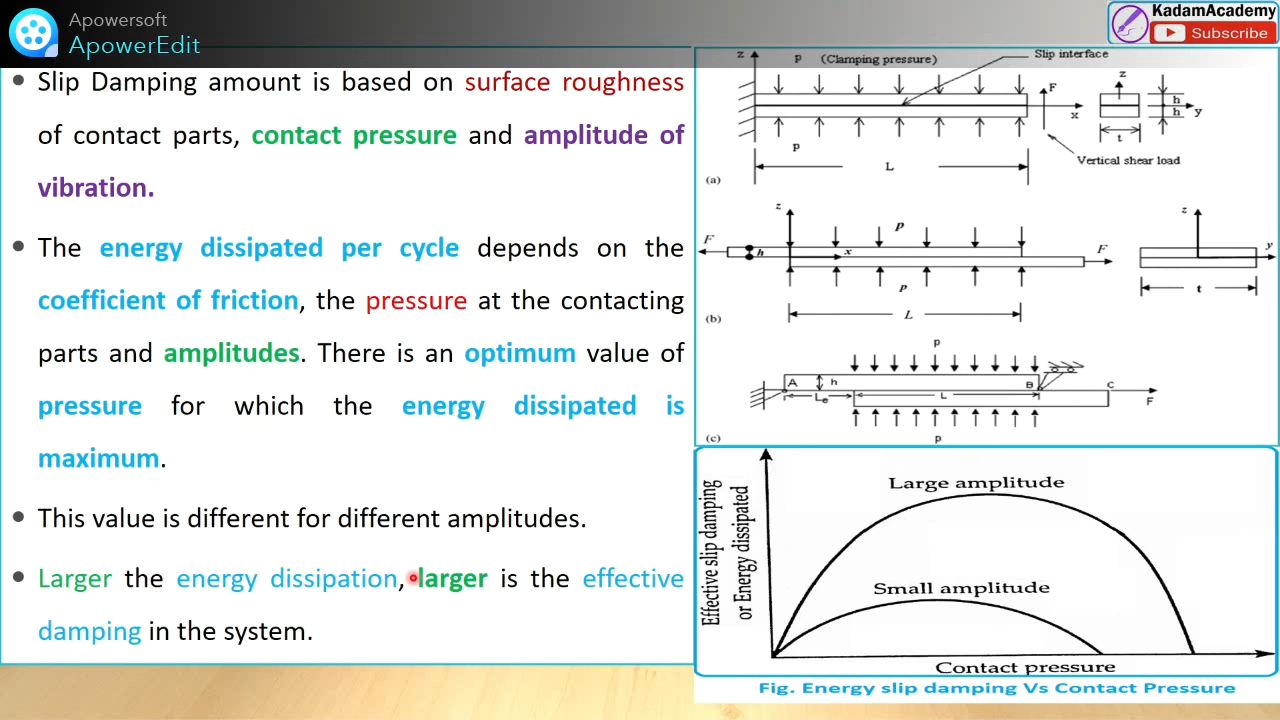 Apowersoft
ApowerEdit
KadamAcademy
Subscribe
• Slip Damping amount is based on surface roughness
of contact parts, contact pressure and amplitude of
vibration.
• The energy dissipated per cycle depends on the
coefficient of friction, the pressure at the contacting
parts and amplitudes. There is an optimum value of
pressure for which the energy dissipated is
maximum.
• This value is different for different amplitudes.
• Larger the energy dissipation, larger is the effective
damping in the system.
z p (Clamping pressure) Slip interface
F z
x h y
h
t
p
Vertical shear load
L
(a)
z p z
F h x F y
p t
L
(b)
p
A h B C
Le L F
(c) p
Effective slip damping
or Energy dissipated
Large amplitude
Small amplitude
Contact pressure
Fig. Energy slip damping Vs Contact Pressure